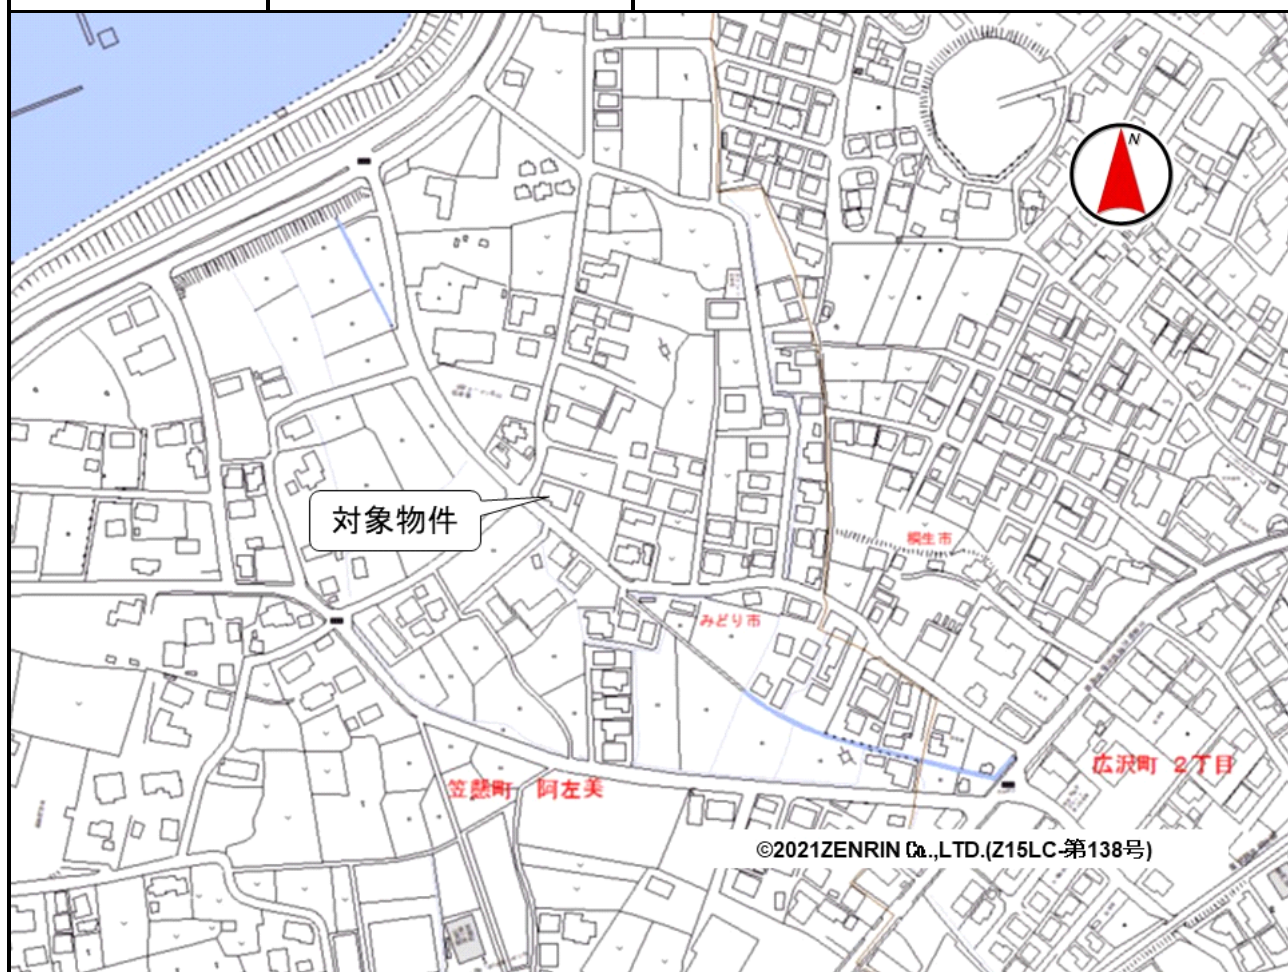 N
対象物件
桐生市
みどり市
広沢町 2丁目
笠懸町 阿左美
©2021ZENRIN Co.,LTD.(Z15LC-第138号)